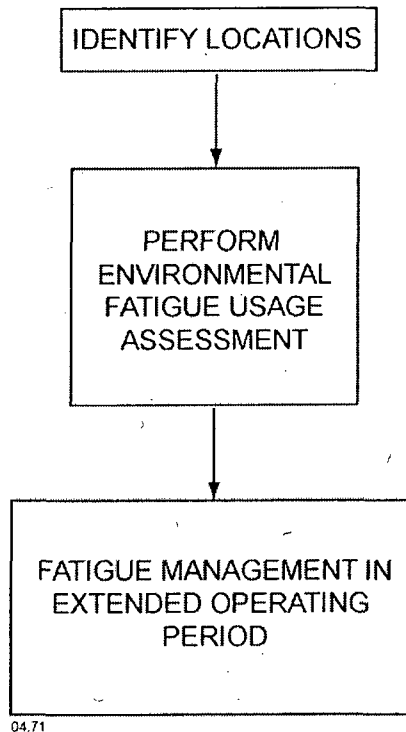 IDENTIFY LOCATIONS
PERFORM
ENVIRONMENTAL
FATIGUE USAGE
ASSESSMENT
FATIGUE MANAGEMENT IN
EXTENDED OPERATING
PERIOD
04.71